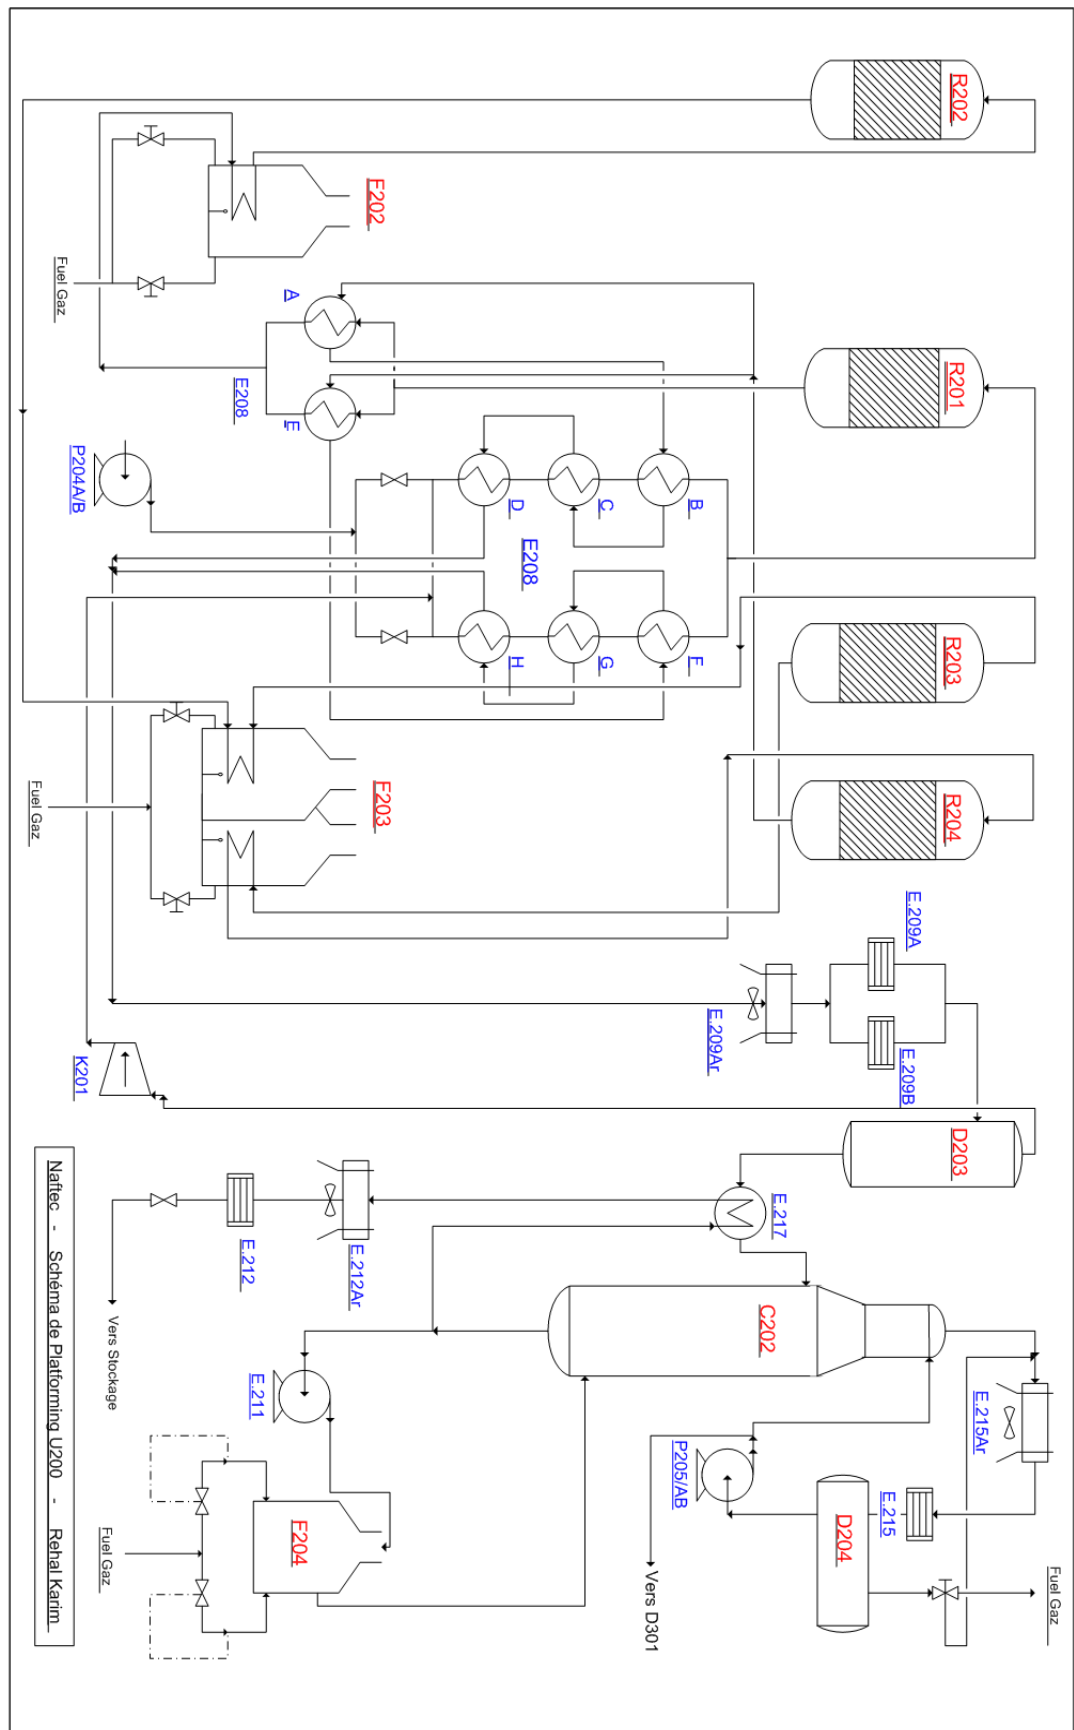 R202
R201
R203
R204
F202
Fuel Gaz
A
E
E208
P204A/B
B
C
D
E208
F
G
H
F203
Fuel Gaz
E.209A
E.209B
E.209Ar
K201
D203
E.217
E.212Ar
E.212
Vers Stockage
C202
E.211
F204
Fuel Gaz
E.215Ar
E.215
D204
P205/AB
Vers D301
Fuel Gaz
Naftec - Schéma de Platforming U200 - Rehal Karim